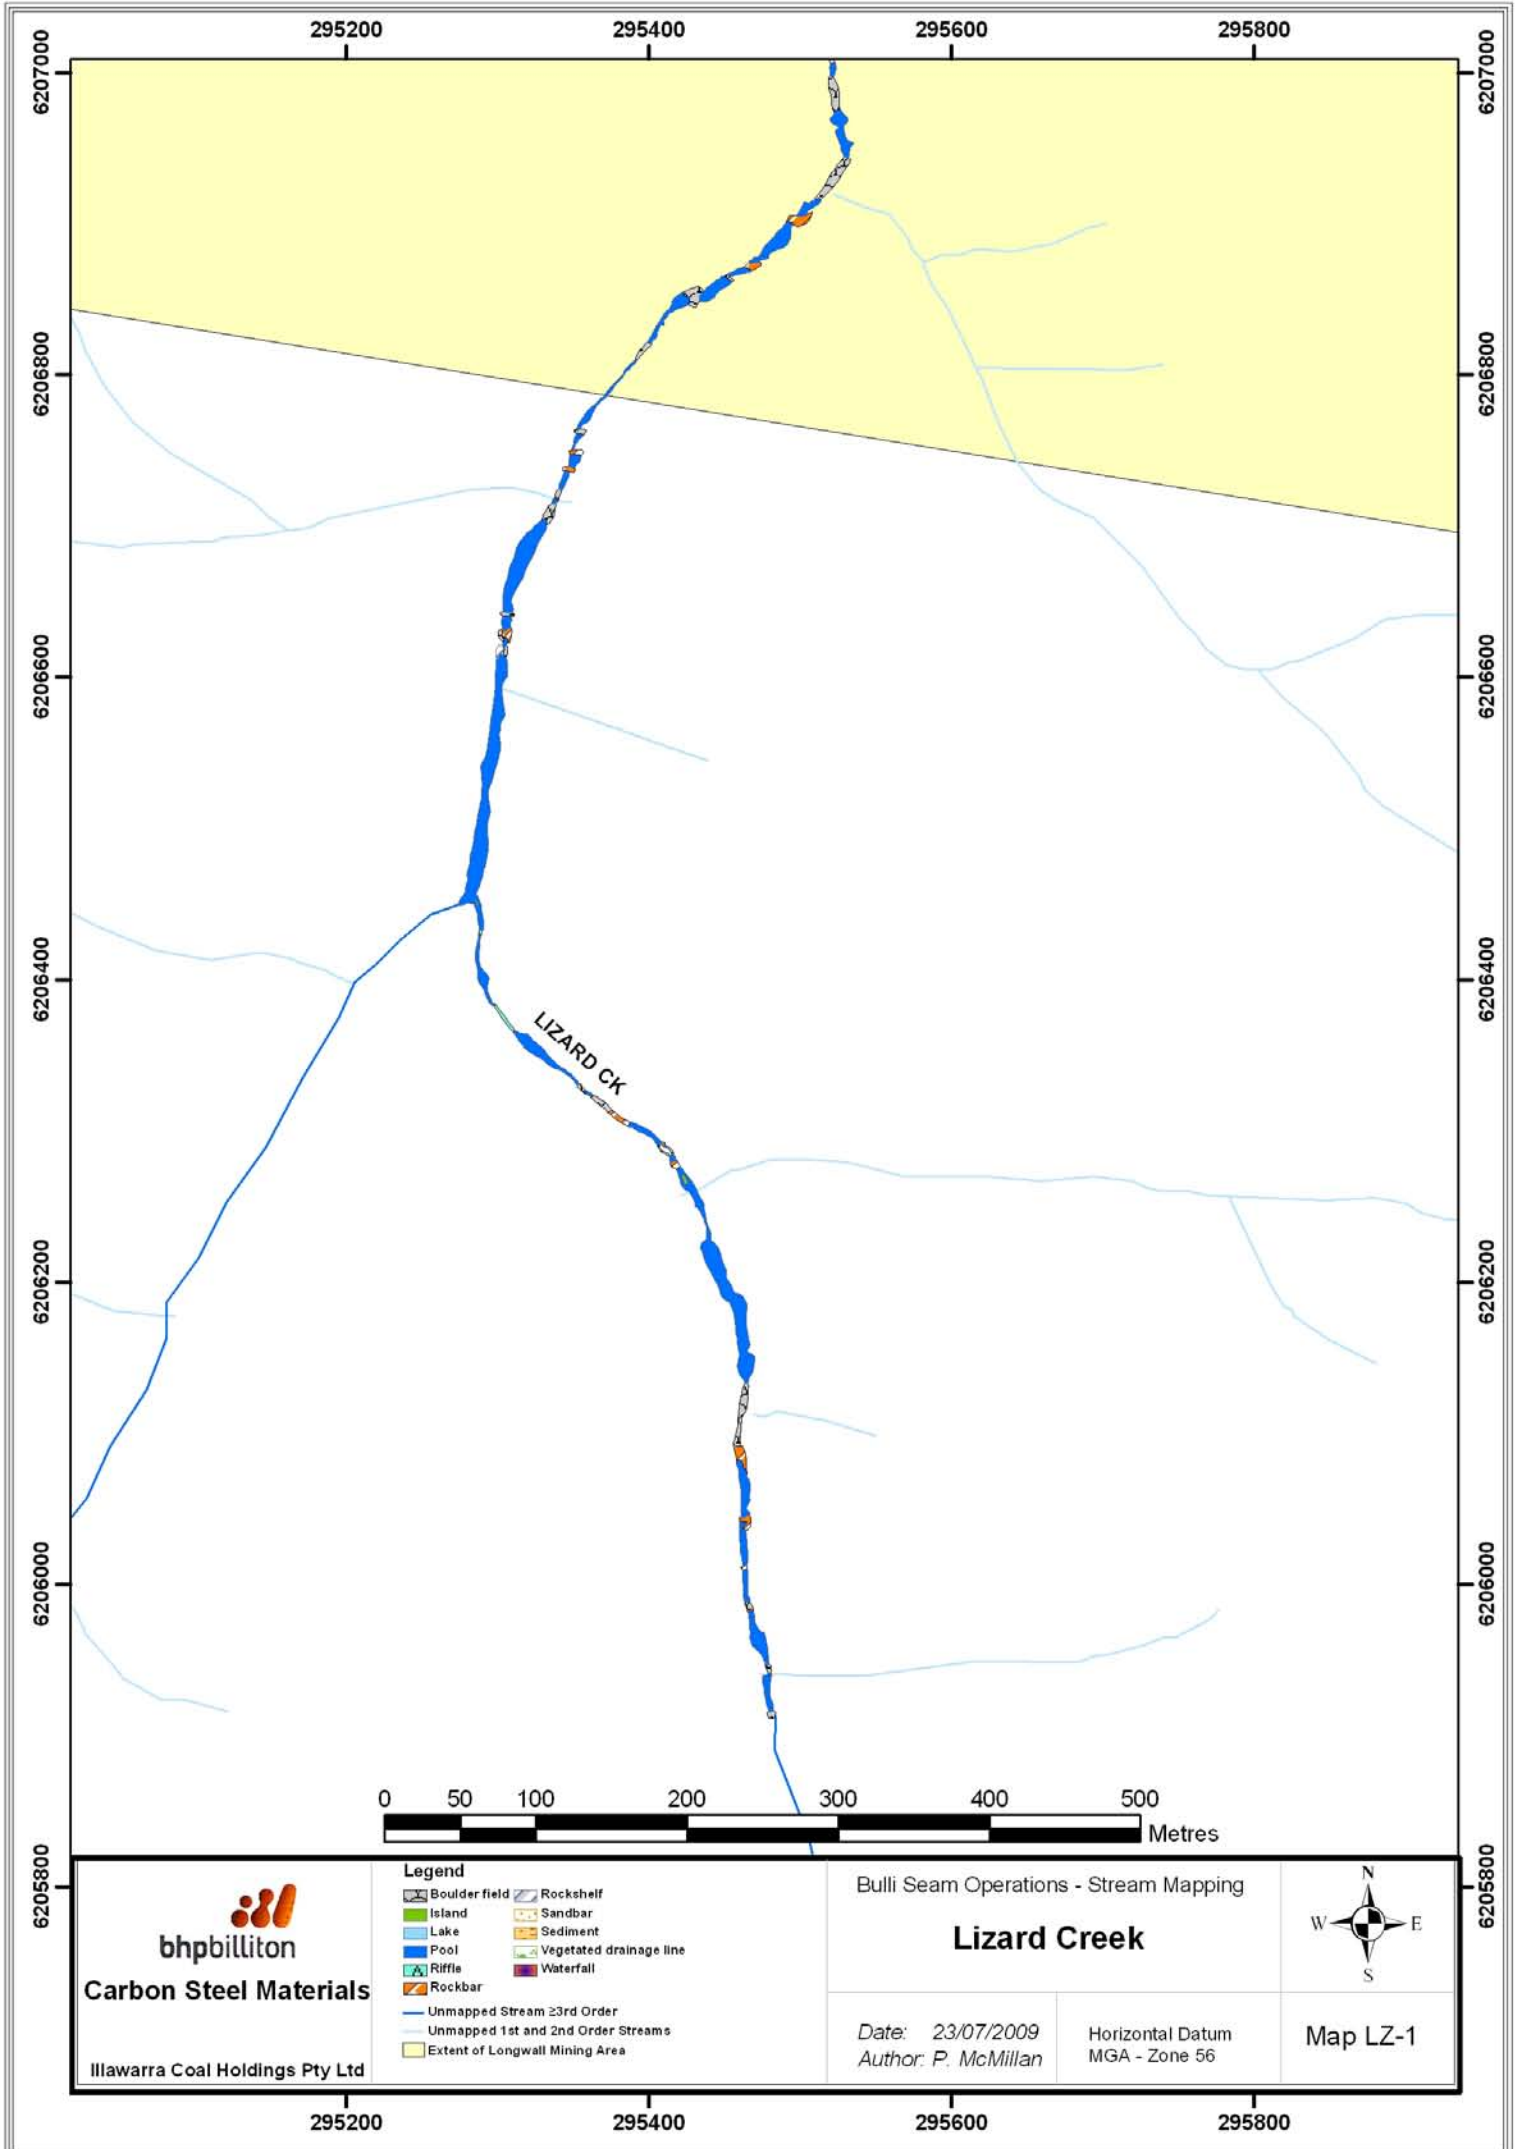 295200 295400 295600 295800
6207000 6207000
6206800 6206800
6206600 6206600
6206400 6206400
LIZARD CK
6206200 6206200
6206000 6206000
0 50 100 200 300 400 500
Metres
6205800 6205800
bhpbilliton
Carbon Steel Materials
Illawarra Coal Holdings Pty Ltd
Legend
Boulder field
Island
Lake
Pool
Riffle
Rockbar
Rockshelf
Sandbar
Sediment
Vegetated drainage line
Waterfall
Unmapped Stream ≥3rd Order
Unmapped 1st and 2nd Order Streams
Extent of Longwall Mining Area
Bulli Seam Operations - Stream Mapping
Lizard Creek
Date: 23/07/2009
Author: P. McMillan
Horizontal Datum
MGA - Zone 56
N
W E
S
Map LZ-1
295200 295400 295600 295800